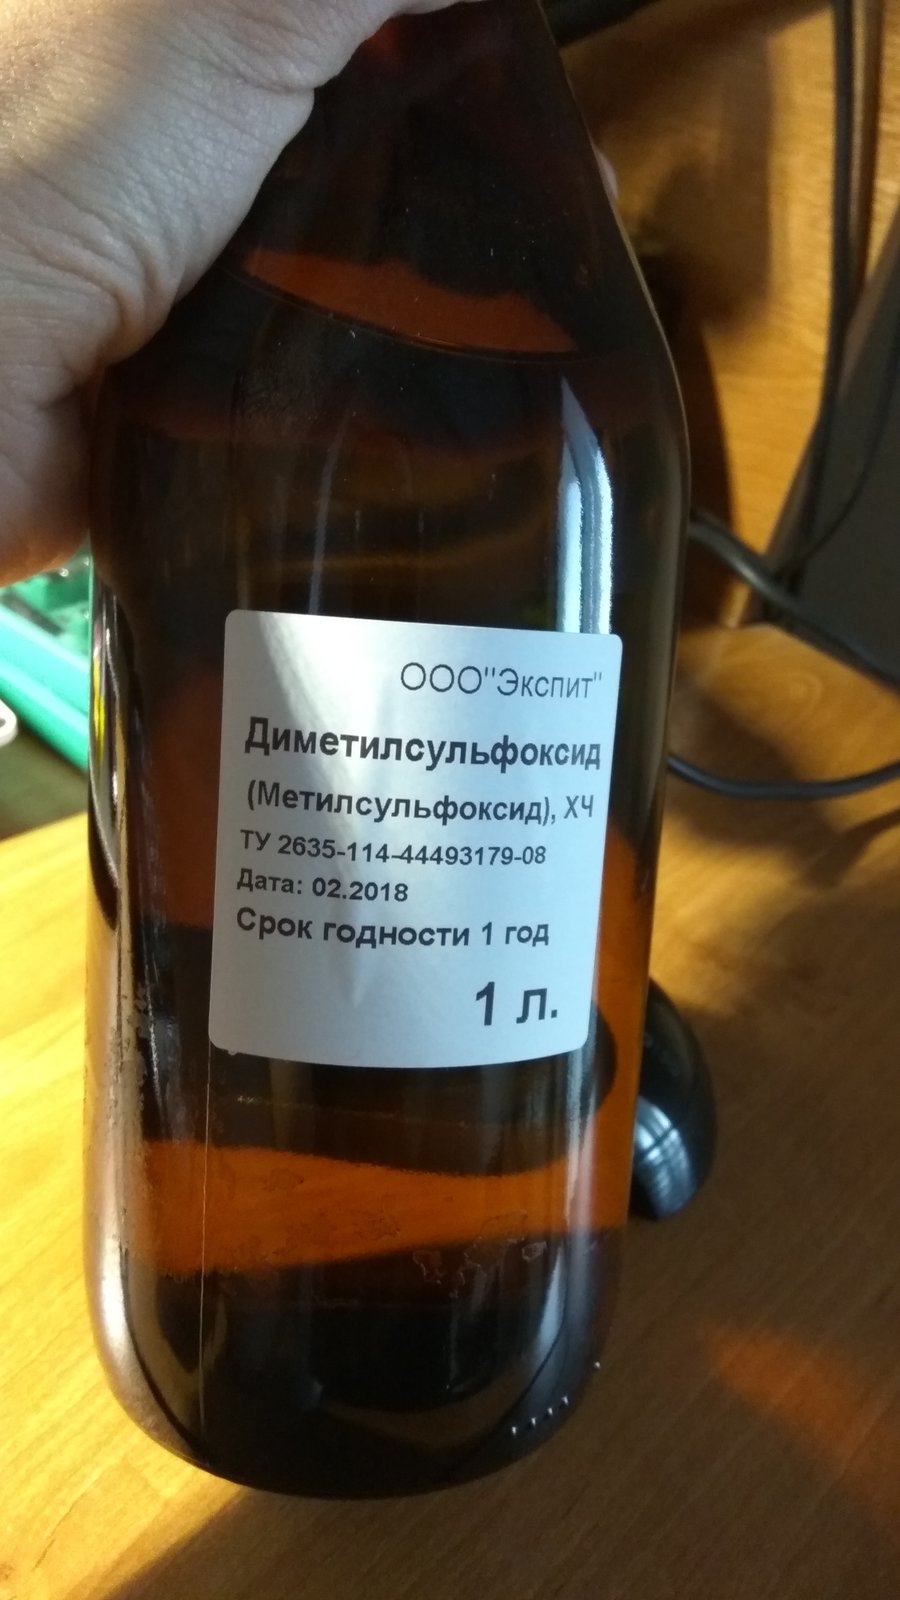 ООО"Экспит"
Диметилсульфоксид
(Метилсульфоксид), ХЧ
ТУ 2635-114-44493179-08
Дата: 02.2018
Срок годности 1 год
1 л.